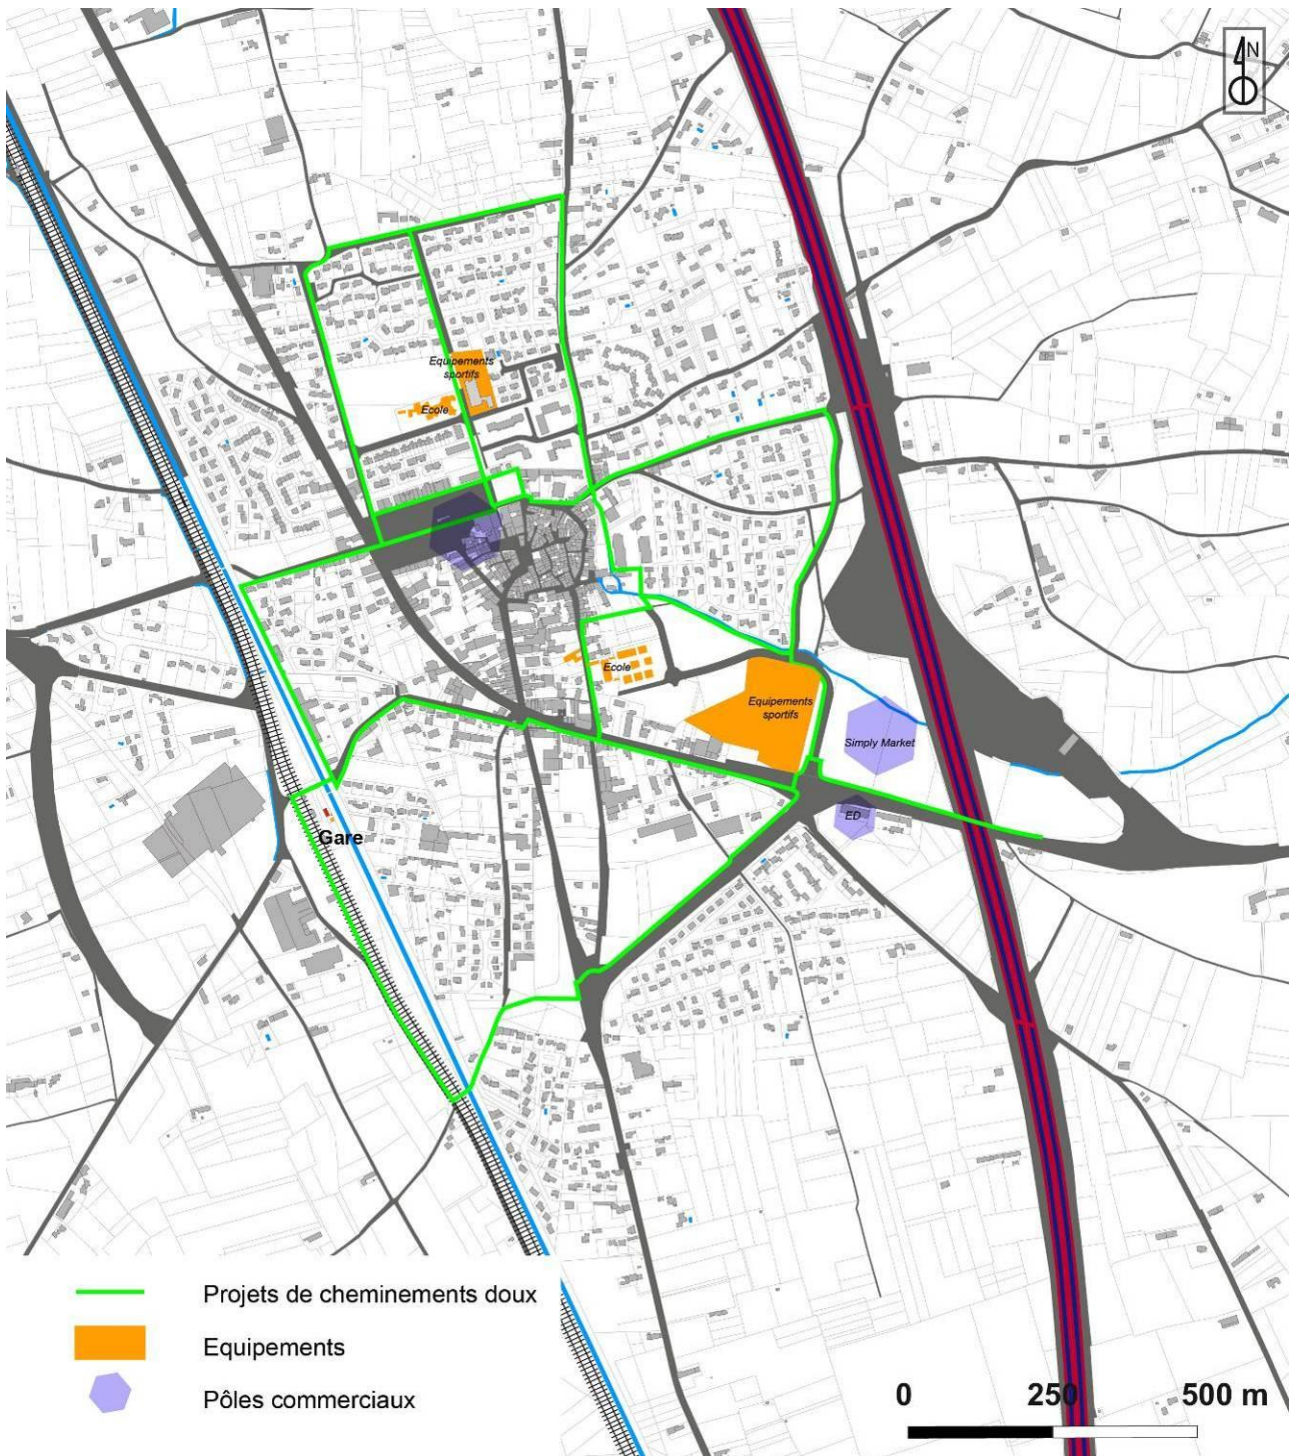 N
Equipements
sportifs
Ecole
Ecole
Equipements
sportifs
Simply Market
ED
Gare
Projets de cheminements doux
Equipements
Pôles commerciaux
0 250 500 m